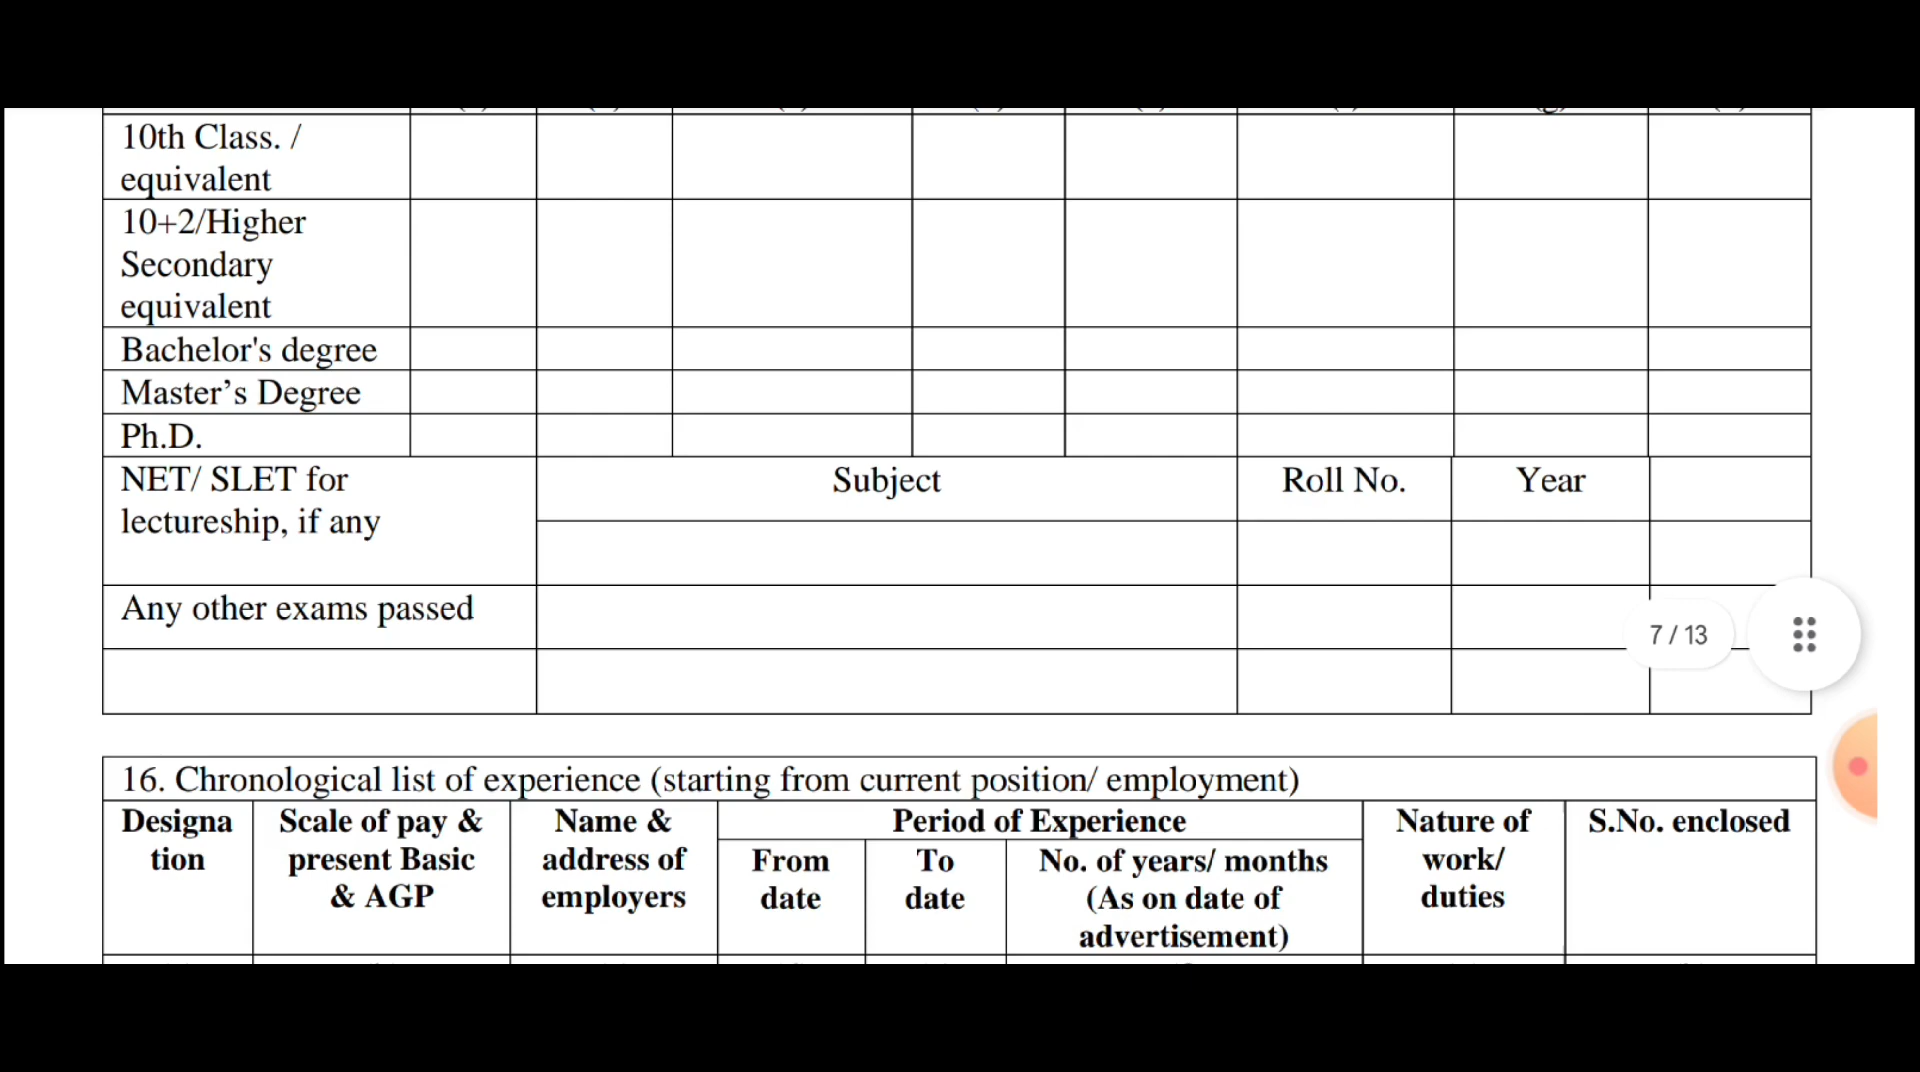 10th Class. /
equivalent
10+2/Higher
Secondary
equivalent
Bachelor's degree
Master’s Degree
Ph.D.
NET/ SLET for
lectureship, if any
Subject
Roll No.
Year
Any other exams passed
7 / 13
16. Chronological list of experience (starting from current position/ employment)
Designa
tion
Scale of pay &
present Basic
& AGP
Name &
address of
employers
Period of Experience
From
date
To
date
No. of years/ months
(As on date of
advertisement)
Nature of
work/
duties
S.No. enclosed